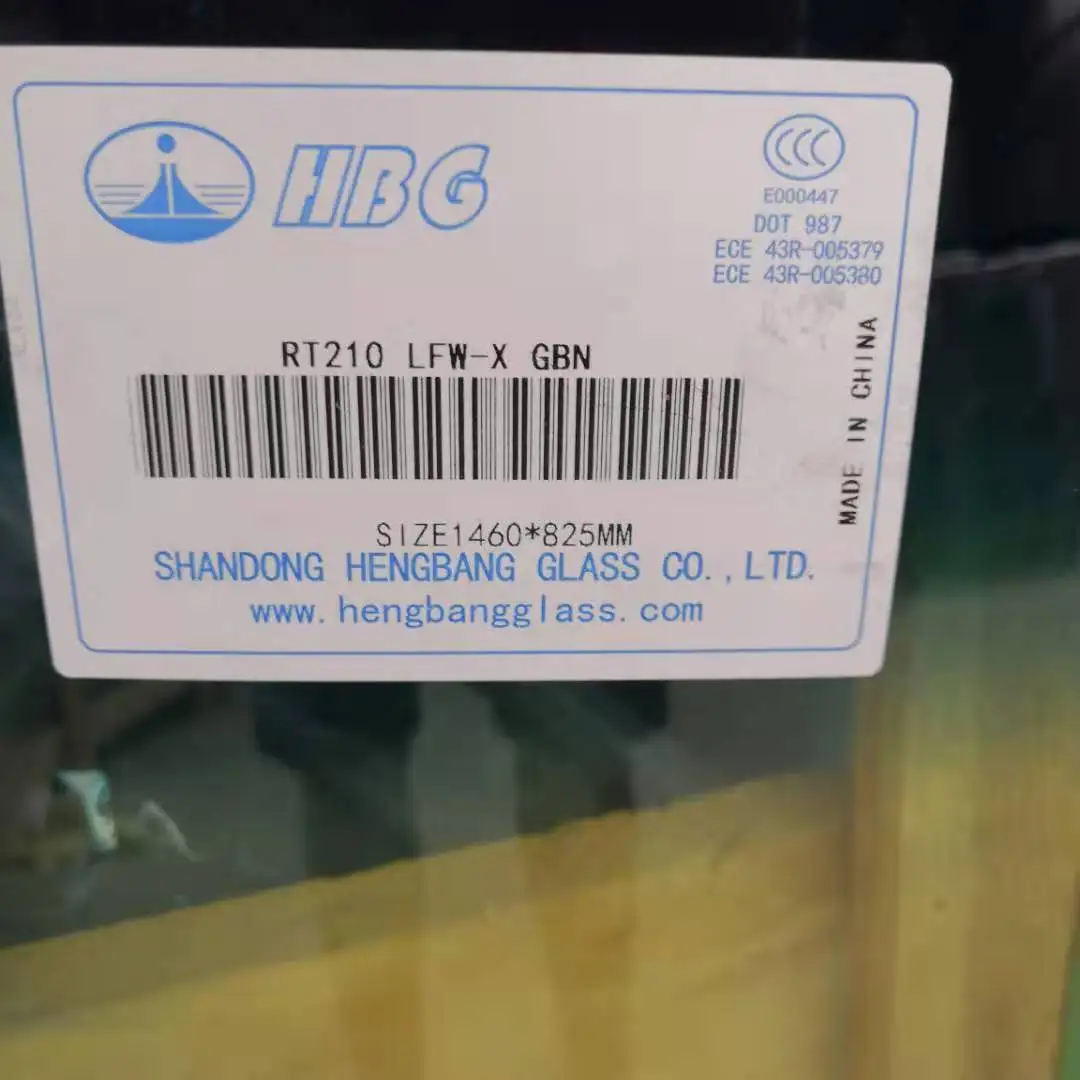 HBG
CCC
E000447
DOT 987
ECE 43R-005379
ECE 43R-005380
MADE IN CHINA
RT210 LFW-X GBN
SIZE1460*825MM
SHANDONG HENGBANG GLASS CO.,LTD.
www.hengbangglass.com